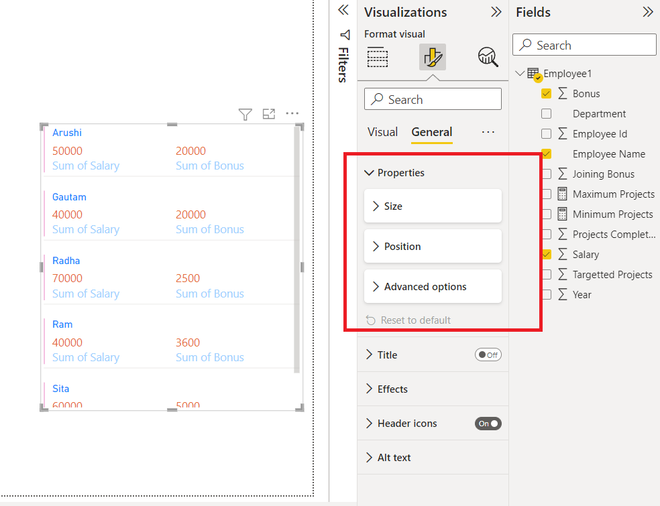 Arushi
50000 20000
Sum of Salary Sum of Bonus
Gautam
40000 20000
Sum of Salary Sum of Bonus
Radha
70000 2500
Sum of Salary Sum of Bonus
Ram
40000 3600
Sum of Salary Sum of Bonus
Sita
60000 5000
Filters
Visualizations
Format visual
Search
Visual General
Properties
Size
Position
Advanced options
Reset to default
Title Off
Effects
Header icons On
Alt text
Fields
Search
Employee1
Bonus
Department
Employee Id
Employee Name
Joining Bonus
Maximum Projects
Minimum Projects
Projects Complet...
Salary
Targetted Projects
Year